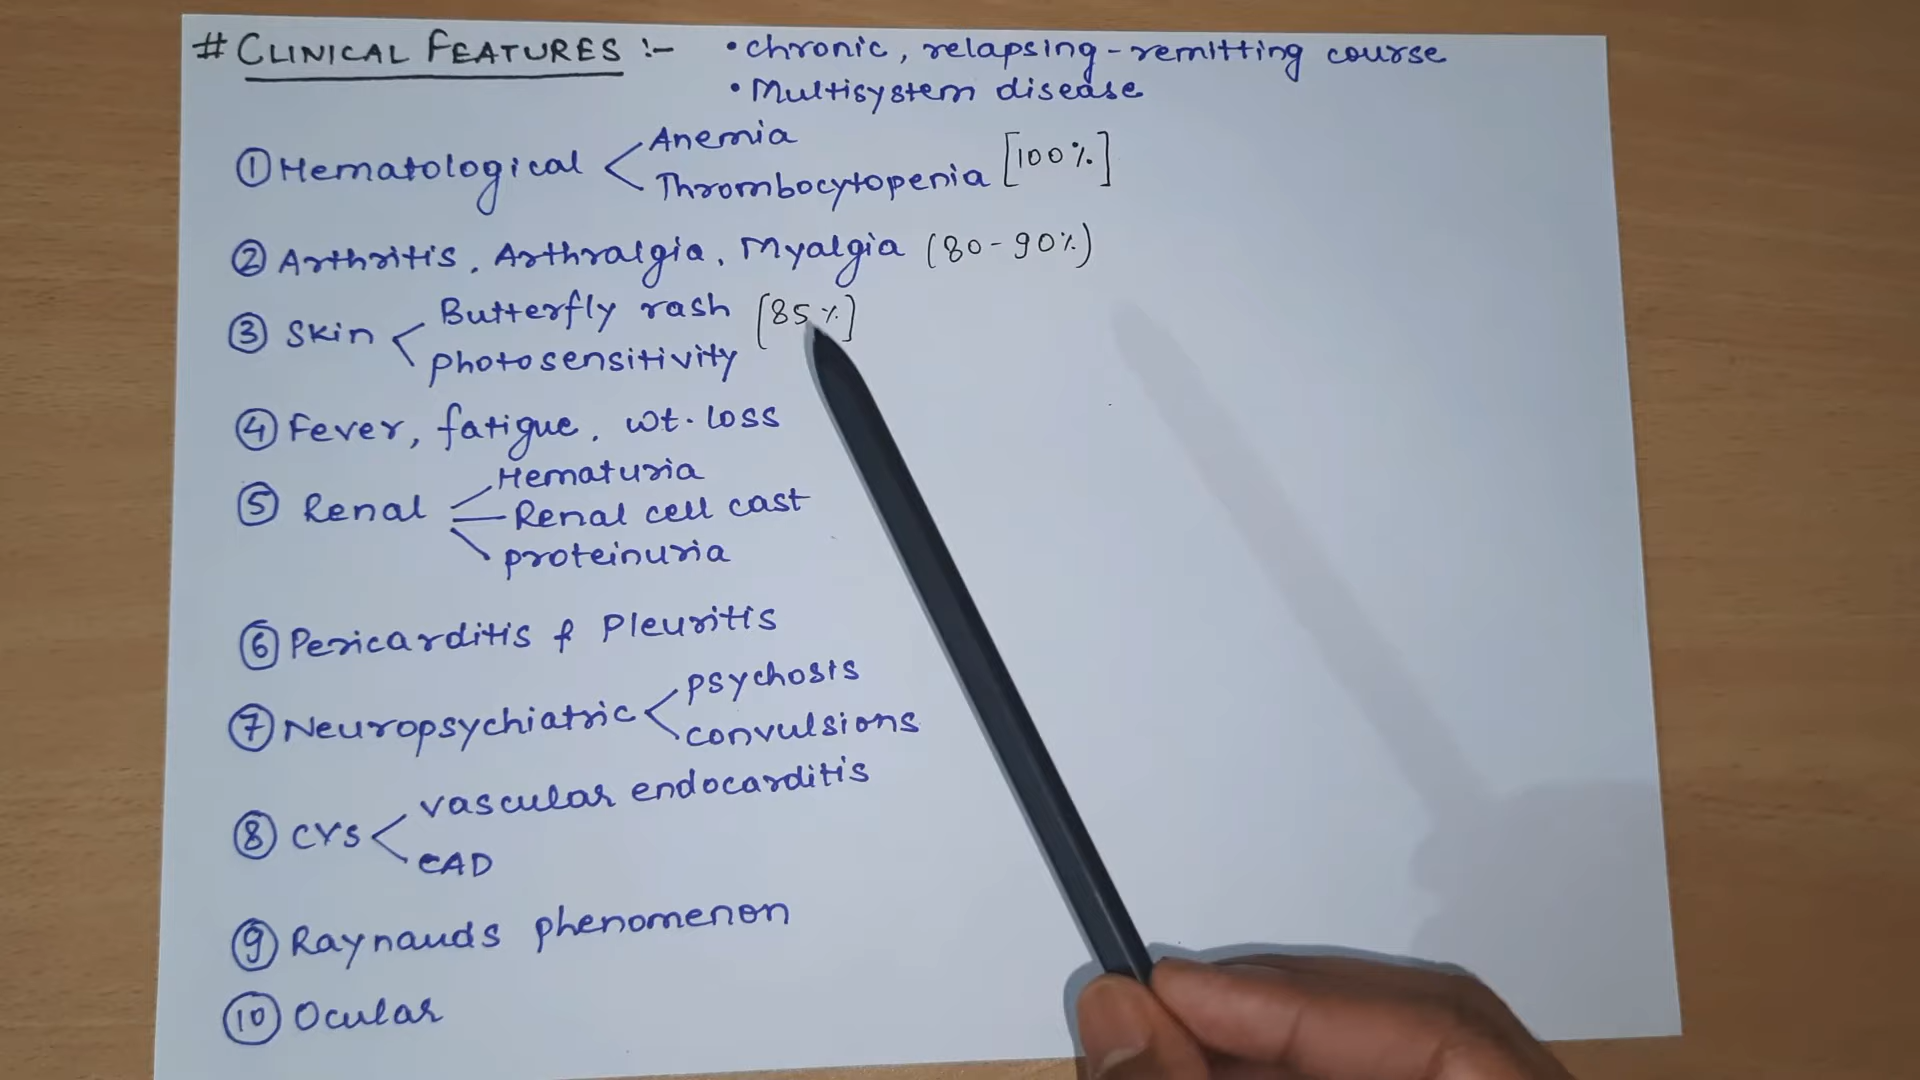 # CLINICAL FEATURES :- • chronic, relapsing-remitting course
• Multisystem disease
① Hematological < Anemia
Thrombocytopenia [100%]
② Arthritis, Arthralgia, Myalgia (80-90%)
③ Skin < Butterfly rash [85%]
photosensitivity
④ Fever, fatigue, wt. loss
⑤ Renal Hematuria
Renal cell cast
proteinuria
⑥ Pericarditis & Pleuritis
⑦ Neuropsychiatric < psychosis
convulsions
⑧ CVS < vascular endocarditis
CAD
⑨ Raynauds phenomenon
⑩ Ocular